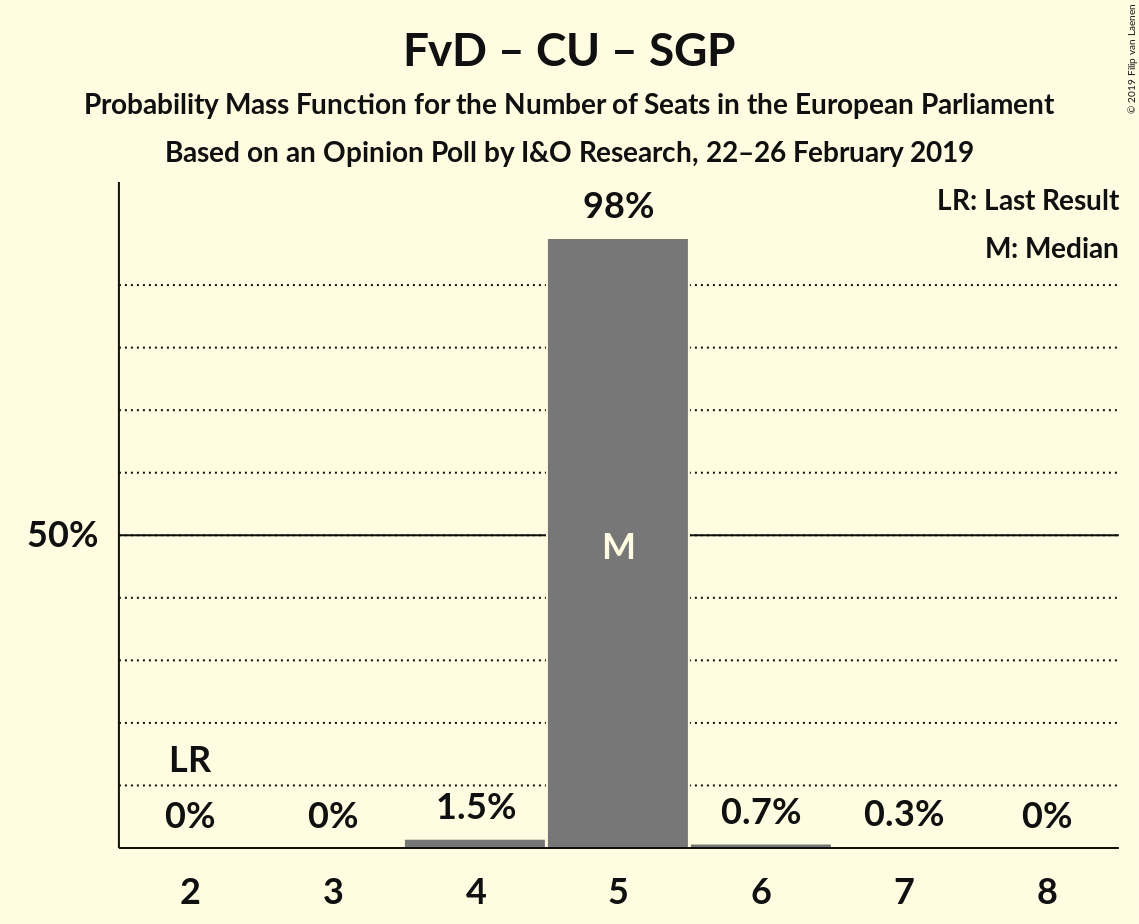 FvD – CU – SGP
Probability Mass Function for the Number of Seats in the European Parliament
Based on an Opinion Poll by I&O Research, 22–26 February 2019
© 2019 Filip van Laenen
LR: Last Result
M: Median
98%
50%
M
LR
0%
0%
1.5%
0.7%
0.3%
0%
2 3 4 5 6 7 8